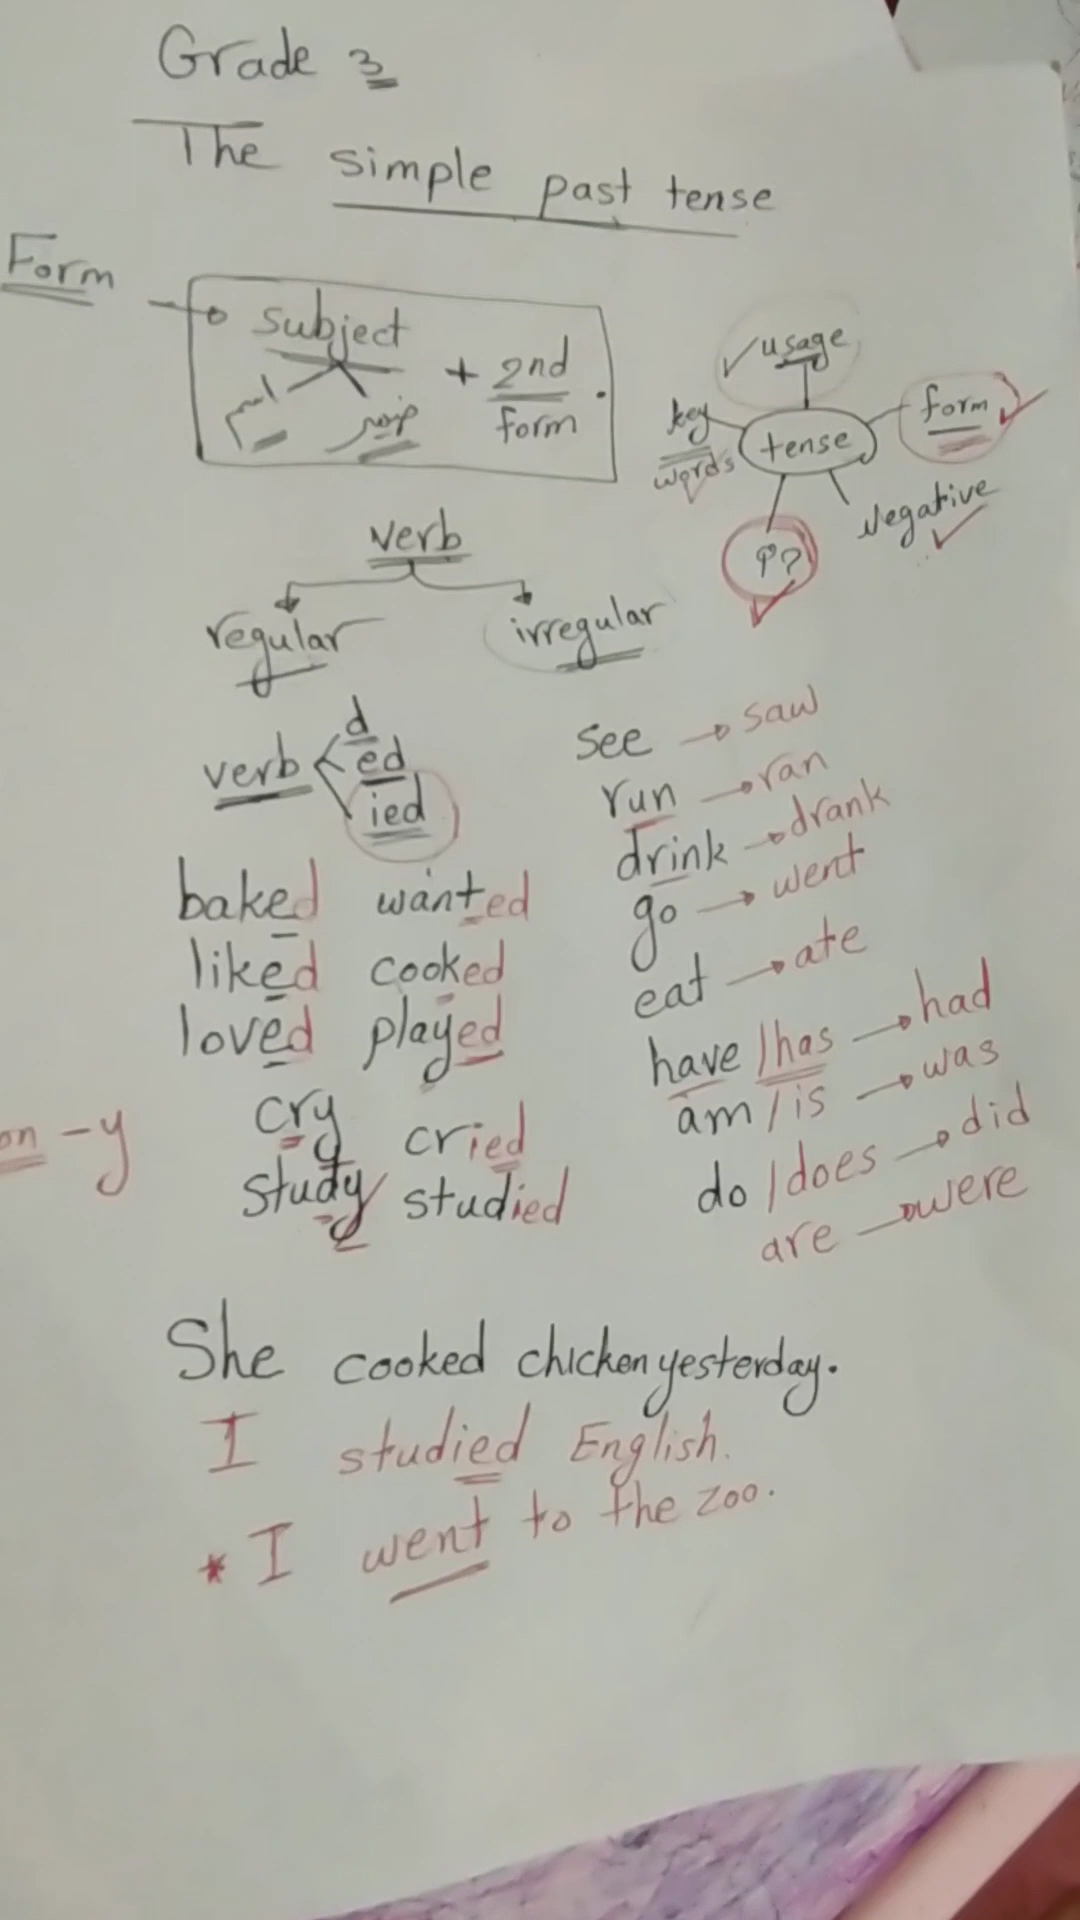 Grade 3
The simple past tense
Form
subject + 2nd form.
اسم ضمير
usage
key words
tense
form
Negative
?
verb
regular irregular
verb
d
ed
ied
baked wanted
liked cooked
loved played
cry cried
study studied
-y
see → saw
run → ran
drink → drank
go → went
eat → ate
have / has → had
am / is → was
do / does → did
are → were
She cooked chicken yesterday.
I studied English.
* I went to the zoo.